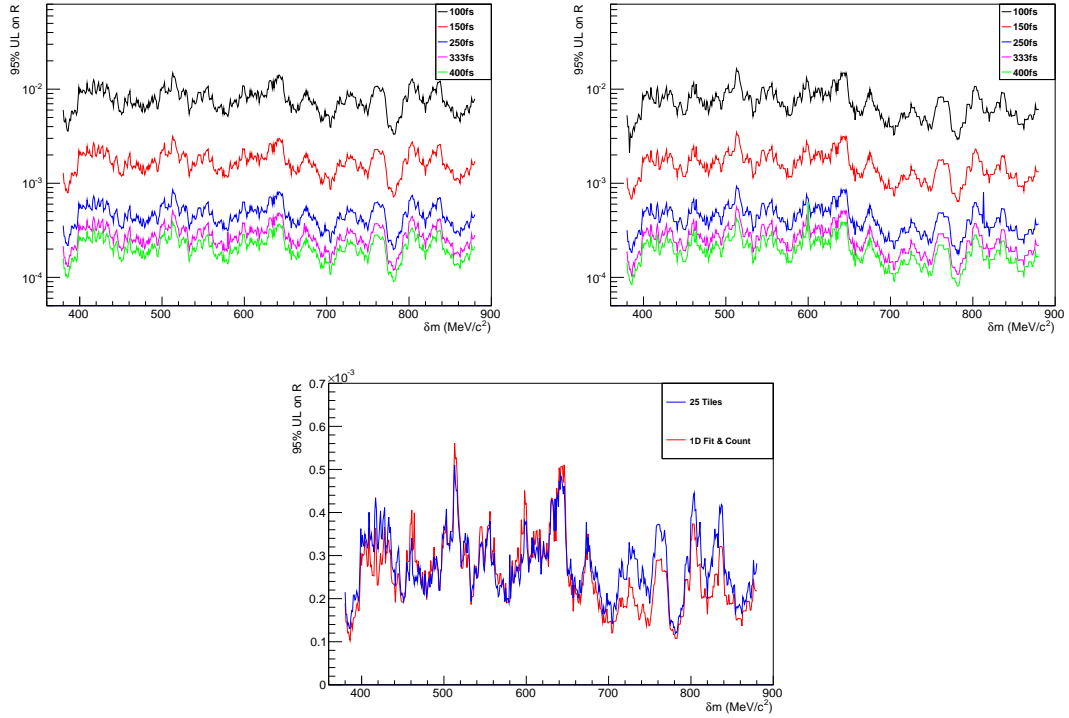 95% UL on R
10⁻²
10⁻³
10⁻⁴
400 500 600 700 800 900
δm (MeV/c²)
100fs
150fs
250fs
333fs
400fs
95% UL on R
10⁻²
10⁻³
10⁻⁴
400 500 600 700 800 900
δm (MeV/c²)
100fs
150fs
250fs
333fs
400fs
95% UL on R
×10⁻³
0.7
0.6
0.5
0.4
0.3
0.2
0.1
0
400 500 600 700 800 900
δm (MeV/c²)
25 Tiles
1D Fit & Count